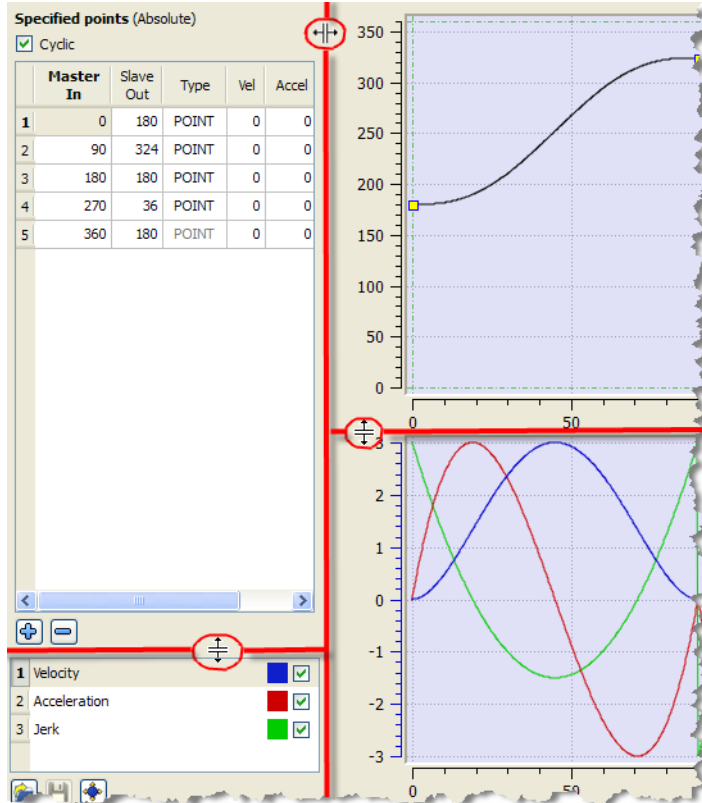 Specified points (Absolute)
Cyclic
Master In Slave Out Type Vel Accel
1 0 180 POINT 0 0
2 90 324 POINT 0 0
3 180 180 POINT 0 0
4 270 36 POINT 0 0
5 360 180 POINT 0 0
1 Velocity
2 Acceleration
3 Jerk
350
300
250
200
150
100
50
0
0 50
3
2
1
0
-1
-2
-3
0 50